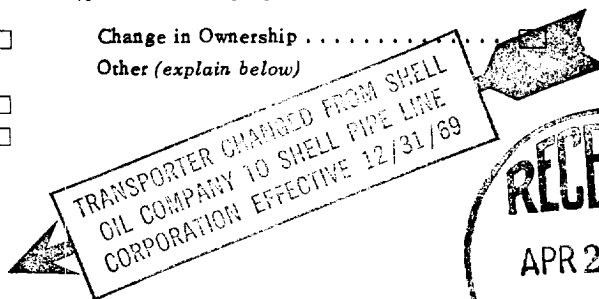 Change in Ownership . . . . . . . . . . . . . .
Other (explain below)
TRANSPORTER CHANGED FROM SHELL
OIL COMPANY TO SHELL PIPE LINE
CORPORATION EFFECTIVE 12/31/69
APR 2